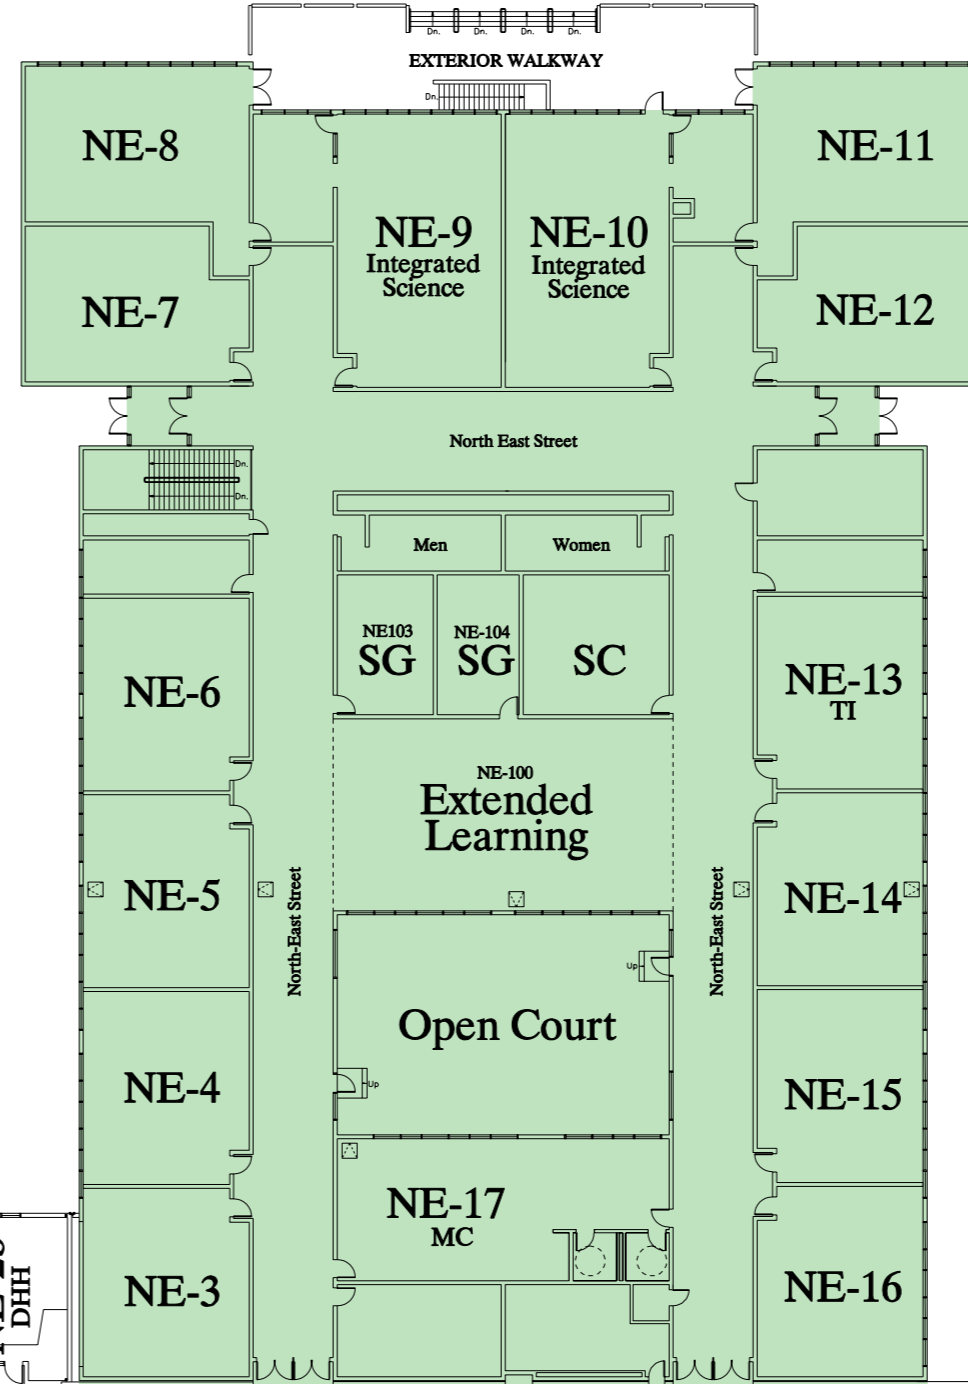 Dn. Dn. Dn. Dn.
EXTERIOR WALKWAY
Dn.
NE-8
NE-11
NE-9
Integrated
Science
NE-10
Integrated
Science
NE-7
NE-12
North East Street
Dn.
Dn.
Men
Women
NE103
SG
NE-104
SG
SC
NE-6
NE-13
TI
NE-100
Extended
Learning
NE-5
North-East Street
North-East Street
NE-14
Up
Open Court
Up
NE-4
NE-15
NE-17
MC
NE-3
NE-16
DHH